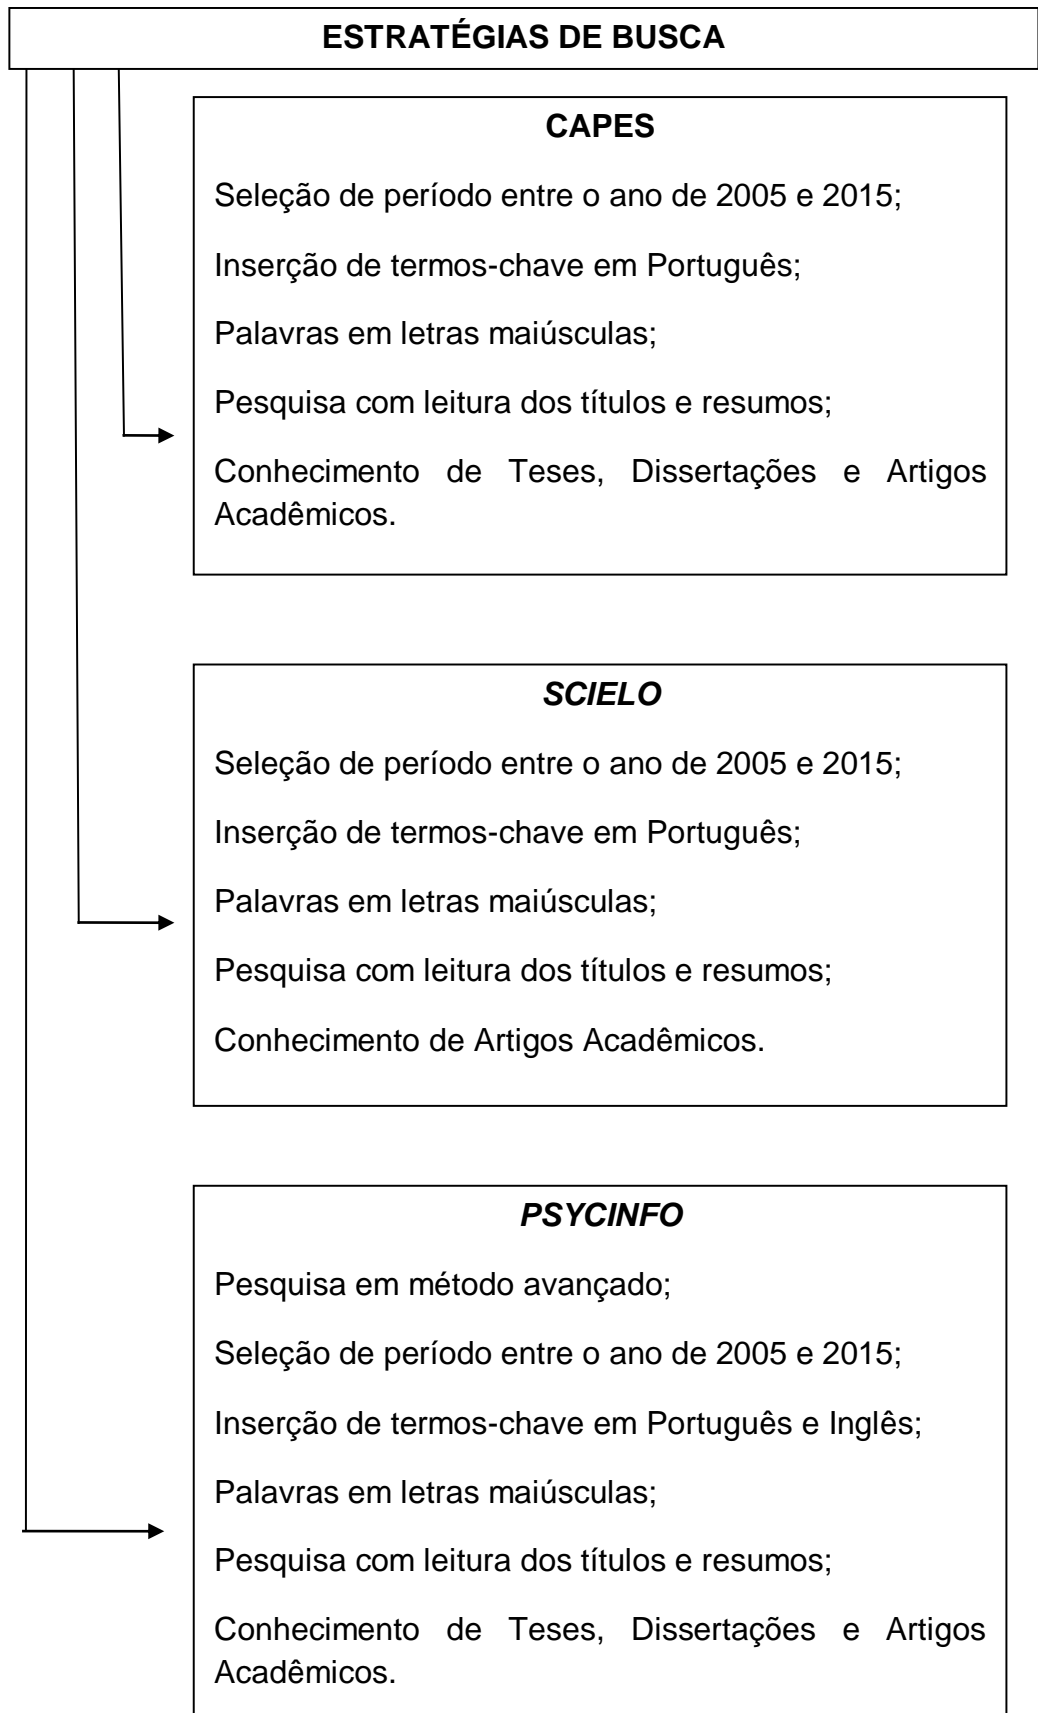 ESTRATÉGIAS DE BUSCA
CAPES
Seleção de período entre o ano de 2005 e 2015;
Inserção de termos-chave em Português;
Palavras em letras maiúsculas;
Pesquisa com leitura dos títulos e resumos;
Conhecimento de Teses, Dissertações e Artigos
Acadêmicos.
SCIELO
Seleção de período entre o ano de 2005 e 2015;
Inserção de termos-chave em Português;
Palavras em letras maiúsculas;
Pesquisa com leitura dos títulos e resumos;
Conhecimento de Artigos Acadêmicos.
PSYCINFO
Pesquisa em método avançado;
Seleção de período entre o ano de 2005 e 2015;
Inserção de termos-chave em Português e Inglês;
Palavras em letras maiúsculas;
Pesquisa com leitura dos títulos e resumos;
Conhecimento de Teses, Dissertações e Artigos
Acadêmicos.